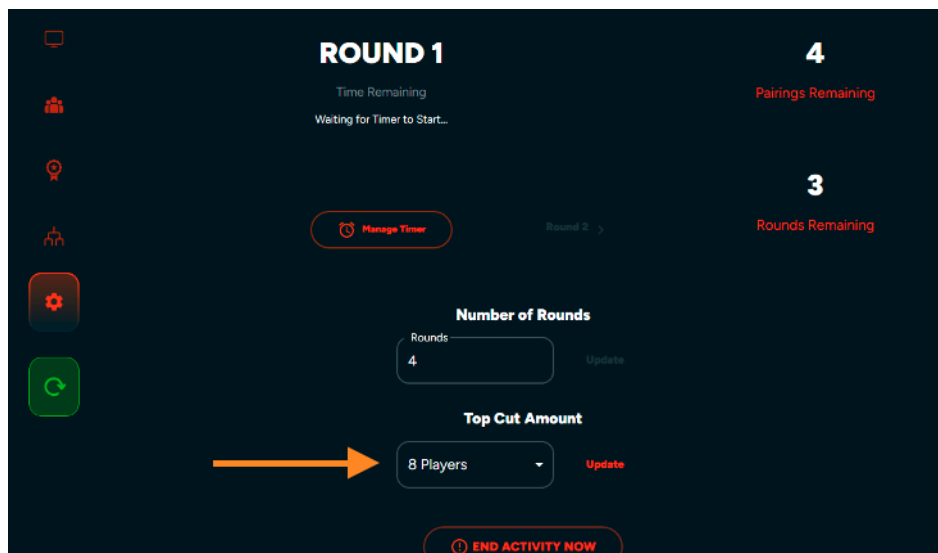 ROUND 1
Time Remaining
Waiting for Timer to Start...
4
Pairings Remaining
3
Rounds Remaining
Manage Timer
Round 2
Number of Rounds
Rounds
4
Update
Top Cut Amount
8 Players
Update
END ACTIVITY NOW